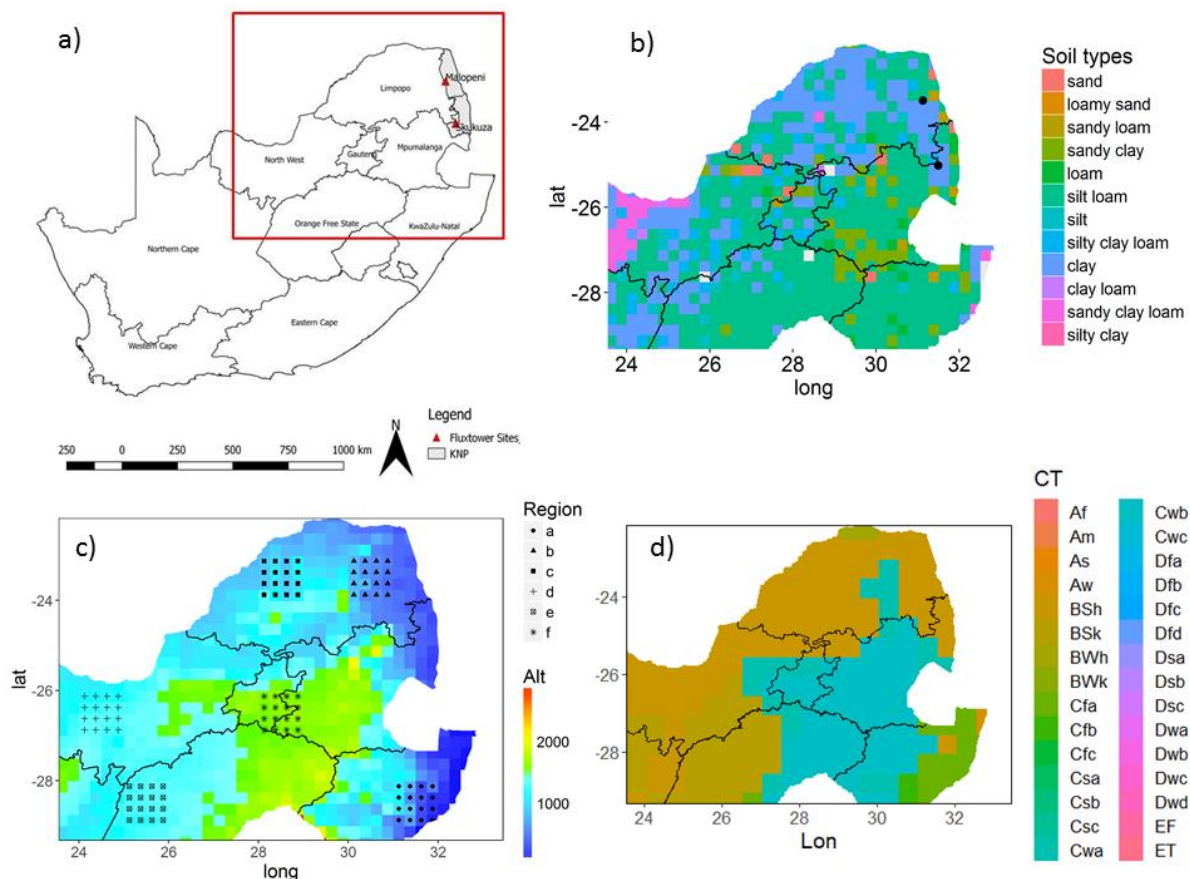 a)
Malopeni
Limpopo
Skukuza
Mpumalanga
Gauteng
North West
Orange Free State
KwaZulu-Natal
Northern Cape
Eastern Cape
Western Cape
250 0 250 500 750 1000 km
N
Legend
Fluxtower Sites
KNP
b)
lat
-24
-26
-28
24 26 28 30 32
long
Soil types
sand
loamy sand
sandy loam
sandy clay
loam
silt loam
silt
silty clay loam
clay
clay loam
sandy clay loam
silty clay
c)
lat
-24
-26
-28
24 26 28 30 32
long
Region
a
b
c
d
e
f
Alt
2000
1000
d)
-24
-26
-28
24 26 28 30 32
Lon
CT
Af
Am
As
Aw
BSh
BSk
BWh
BWk
Cfa
Cfb
Cfc
Csa
Csb
Csc
Cwa
Cwb
Cwc
Dfa
Dfb
Dfc
Dfd
Dsa
Dsb
Dsc
Dwa
Dwb
Dwc
Dwd
EF
ET